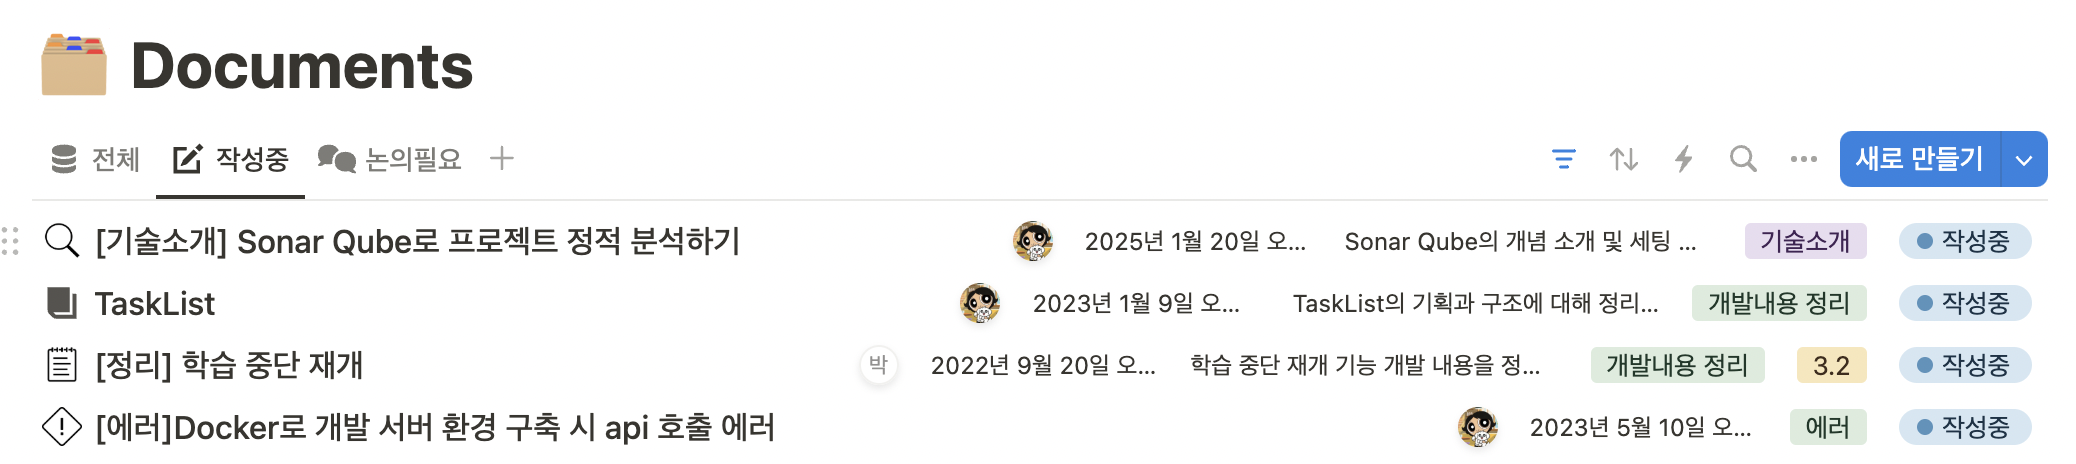 Documents
전체 작성중 논의필요 새로 만들기
[기술소개] Sonar Qube로 프로젝트 정적 분석하기 2025년 1월 20일 오... Sonar Qube의 개념 소개 및 세팅 ... 기술소개 작성중
TaskList 2023년 1월 9일 오... TaskList의 기획과 구조에 대해 정리... 개발내용 정리 작성중
[정리] 학습 중단 재개 박 2022년 9월 20일 오... 학습 중단 재개 기능 개발 내용을 정... 개발내용 정리 3.2 작성중
[에러]Docker로 개발 서버 환경 구축 시 api 호출 에러 2023년 5월 10일 오... 에러 작성중